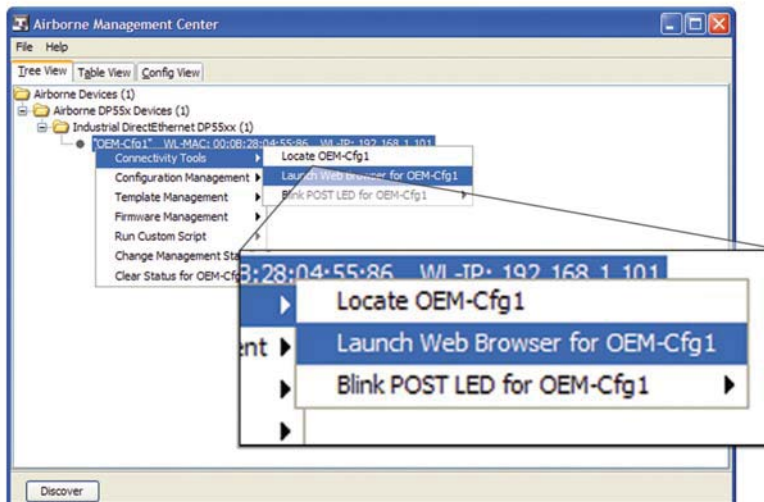 Airborne Management Center
File Help
Tree View Table View Config View
Airborne Devices (1)
Airborne DP55x Devices (1)
Industrial DirectEthernet DP55xx (1)
"OEM-Cfg1" WL-MAC: 00:0B:28:04:55:86 WL-IP: 192.168.1.101
Connectivity Tools
Locate OEM-Cfg1
Configuration Management
Launch Web Browser for OEM-Cfg1
Template Management
Blink POST LED for OEM-Cfg1
Firmware Management
Run Custom Script
Change Management Sta
Clear Status for OEM-Cfg
3:28:04:55:86 WL-IP: 192.168.1.101
Locate OEM-Cfg1
ent Launch Web Browser for OEM-Cfg1
Blink POST LED for OEM-Cfg1
Discover